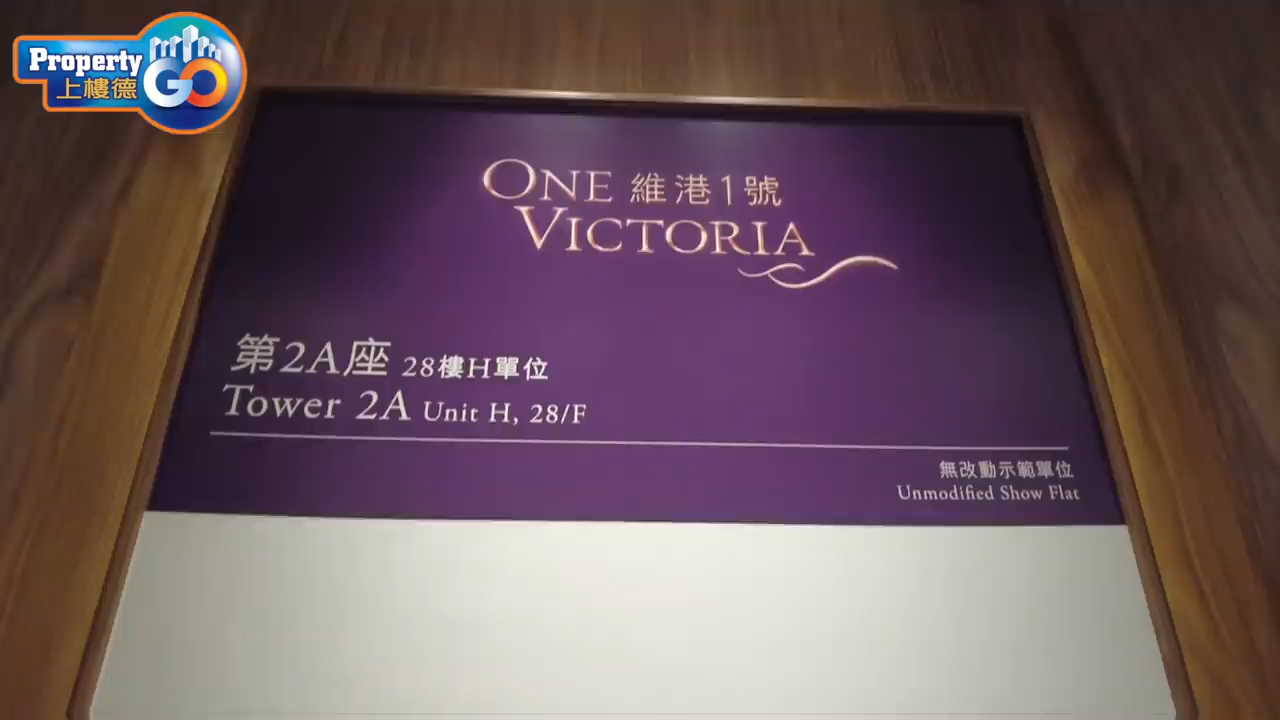 Property
上樓德
GO
ONE 維港1號
VICTORIA
第2A座 28樓H單位
Tower 2A Unit H, 28/F
無改動示範單位
Unmodified Show Flat